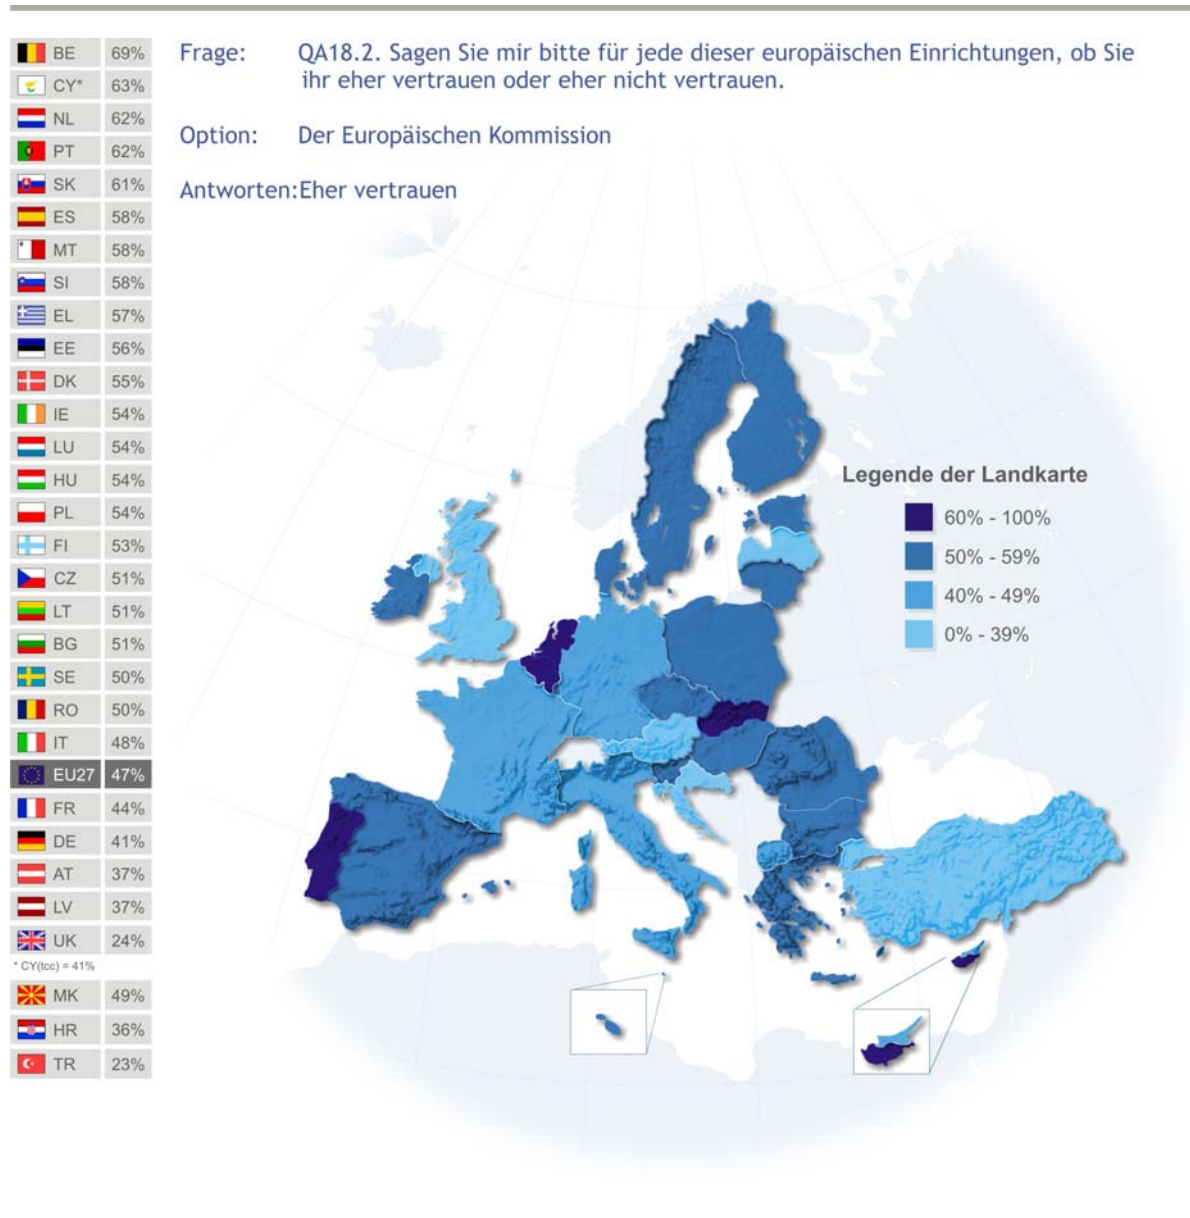 BE 69%
CY* 63%
NL 62%
PT 62%
SK 61%
ES 58%
MT 58%
SI 58%
EL 57%
EE 56%
DK 55%
IE 54%
LU 54%
HU 54%
PL 54%
FI 53%
CZ 51%
LT 51%
BG 51%
SE 50%
RO 50%
IT 48%
EU27 47%
FR 44%
DE 41%
AT 37%
LV 37%
UK 24%
* CY(tcc) = 41%
MK 49%
HR 36%
TR 23%
Frage: QA18.2. Sagen Sie mir bitte für jede dieser europäischen Einrichtungen, ob Sie
ihr eher vertrauen oder eher nicht vertrauen.
Option: Der Europäischen Kommission
Antworten:Eher vertrauen
Legende der Landkarte
60% - 100%
50% - 59%
40% - 49%
0% - 39%